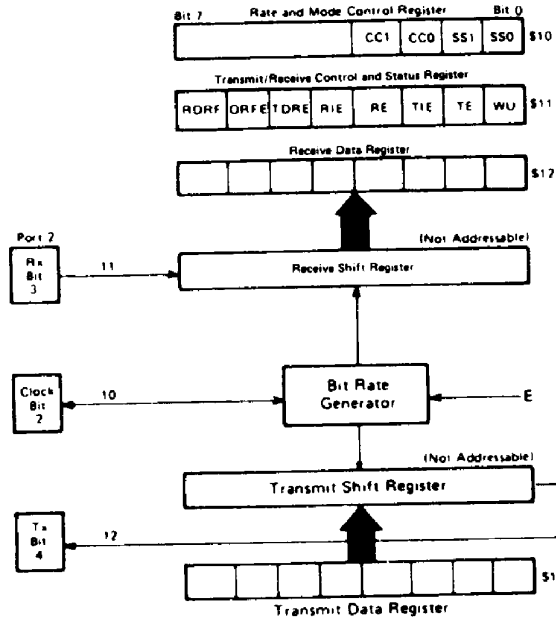 Bit 7 Rate and Mode Control Register Bit 0
CC1 CC0 SS1 SS0 $10
Transmit/Receive Control and Status Register
RDRF ORFE TDRE RIE RE TIE TE WU $11
Receive Data Register
$12
Port 2
(Not Addressable)
Rx
Bit
3
11
Receive Shift Register
Clock
Bit
2
10
Bit Rate
Generator
E
(Not Addressable)
Transmit Shift Register
Tx
Bit
4
12
$1
Transmit Data Register